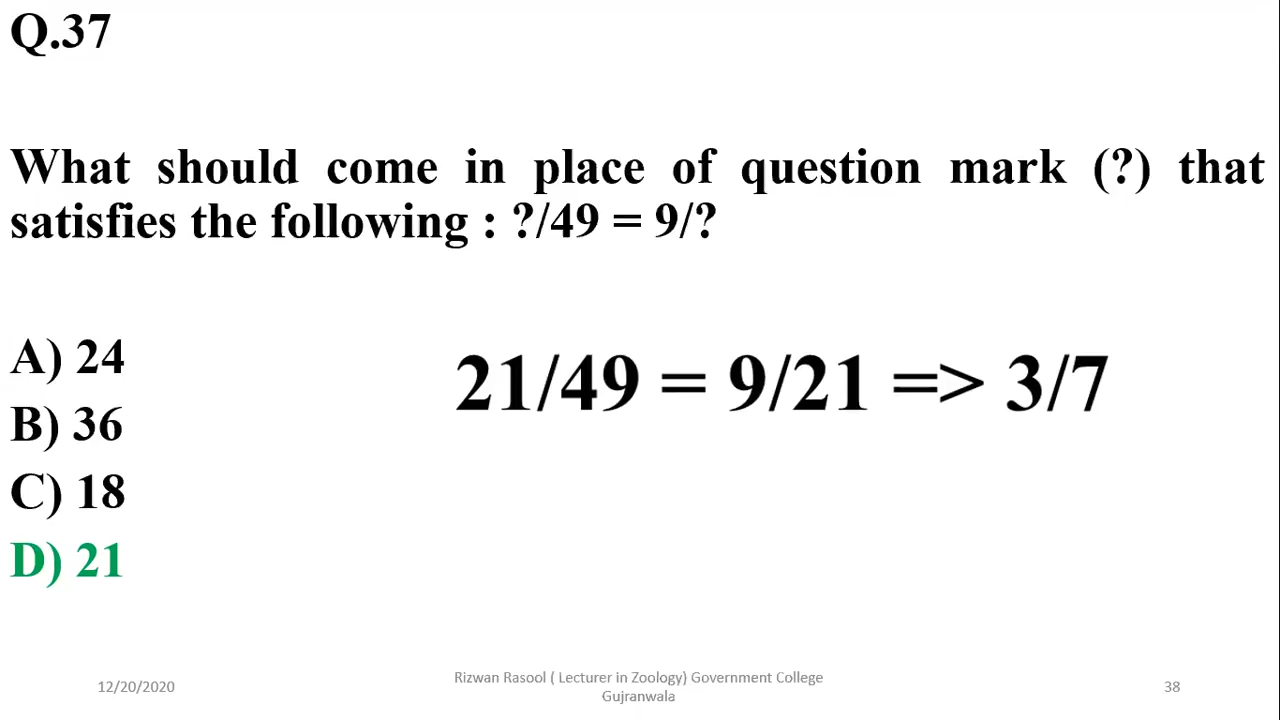 Q.37
What should come in place of question mark (?) that
satisfies the following : ?/49 = 9/?
A) 24
B) 36
C) 18
D) 21
21/49 = 9/21 => 3/7
12/20/2020
Rizwan Rasool ( Lecturer in Zoology) Government College
Gujranwala
38